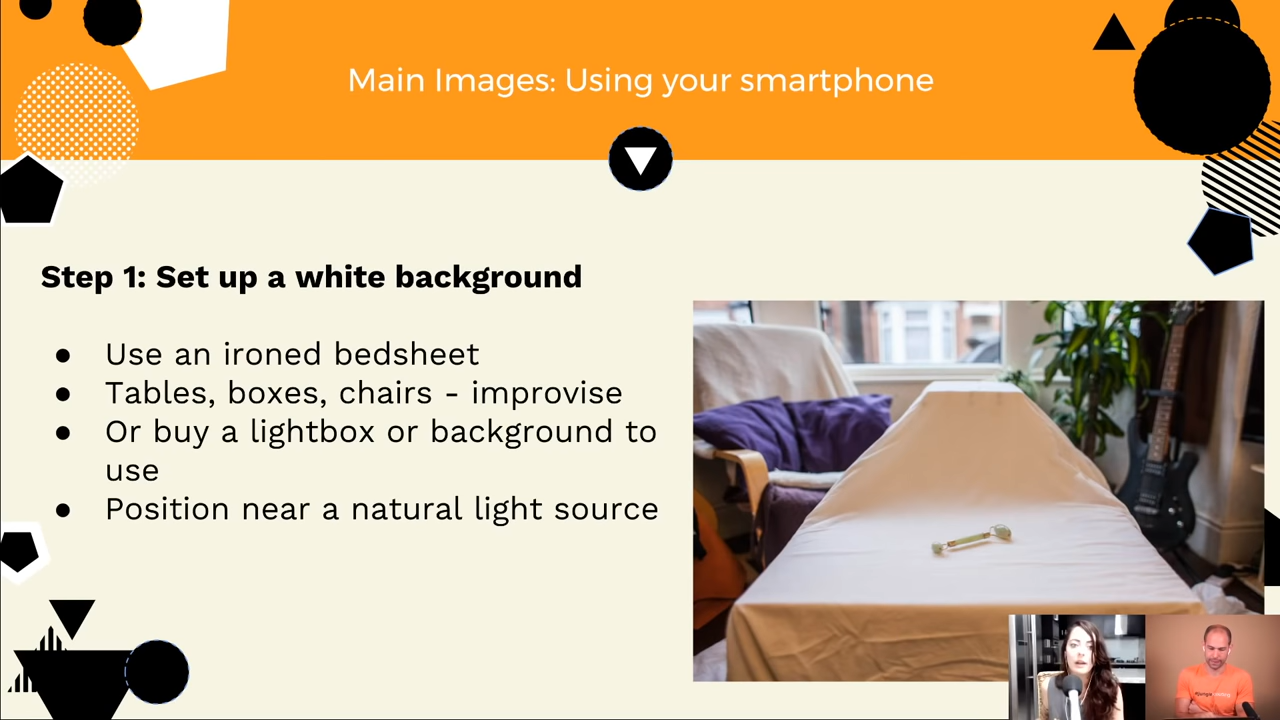 Main Images: Using your smartphone
Step 1: Set up a white background
● Use an ironed bedsheet
● Tables, boxes, chairs - improvise
● Or buy a lightbox or background to
use
● Position near a natural light source